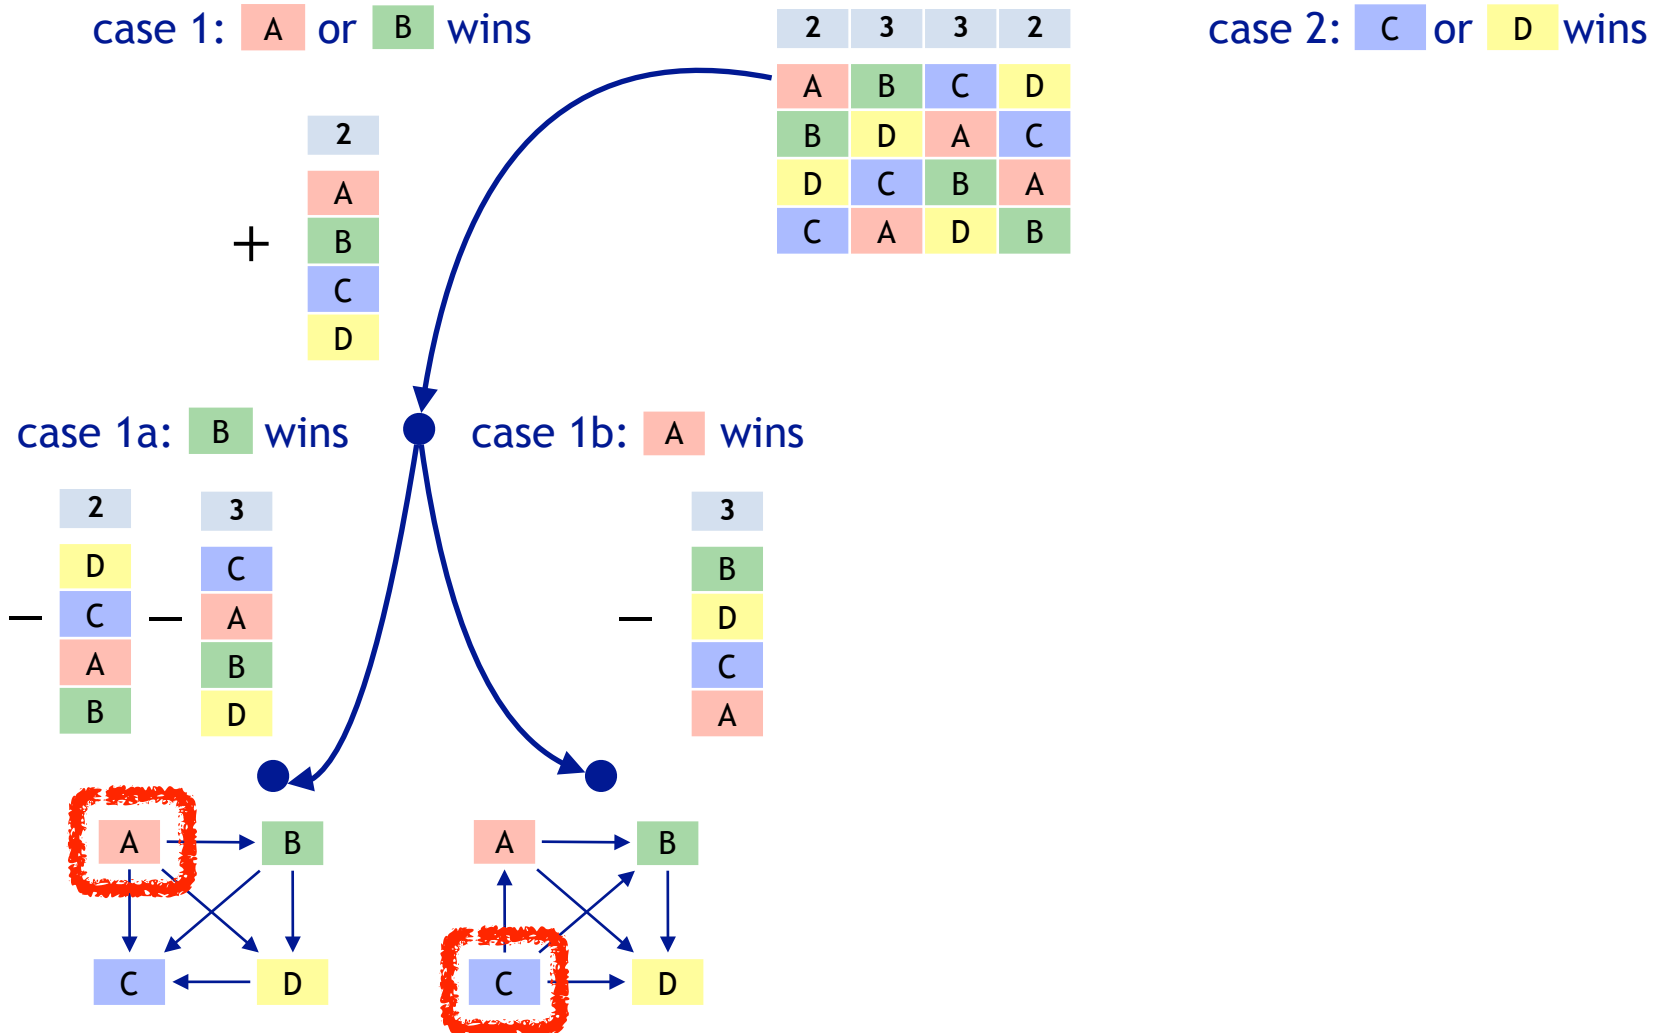 case 1: A or B wins
2 3 3 2
case 2: C or D wins
A B C D
B D A C
D C B A
C A D B
2
A
+ B
C
D
case 1a: B wins
case 1b: A wins
2 3
D C
– C – A
A B
B D
3
B
– D
C
A
A B
C D
A B
C D